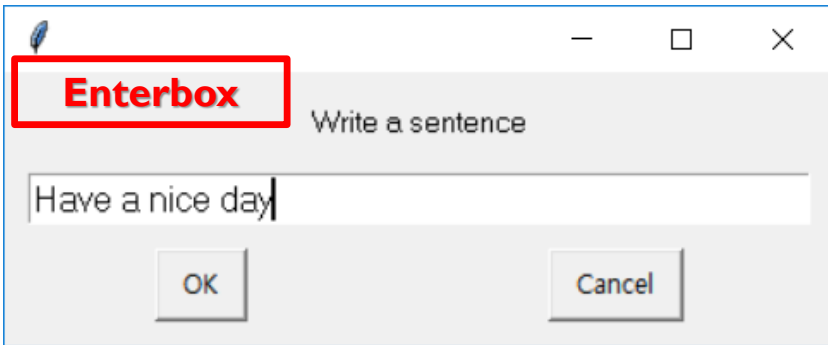 Enterbox
Write a sentence
Have a nice day
OK
Cancel